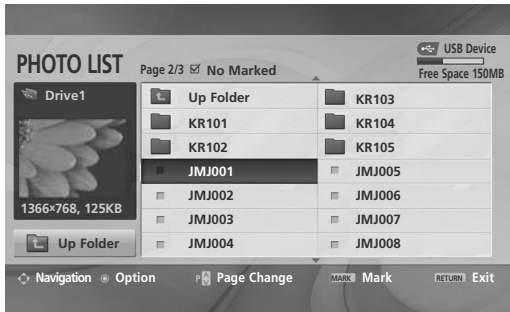 USB Device
PHOTO LIST
Page 2/3 No Marked
Free Space 150MB
Drive1
Up Folder
KR101
KR102
JMJ001
JMJ002
JMJ003
JMJ004
KR103
KR104
KR105
JMJ005
JMJ006
JMJ007
JMJ008
1366×768, 125KB
Up Folder
Navigation Option P Page Change MARK Mark RETURN Exit